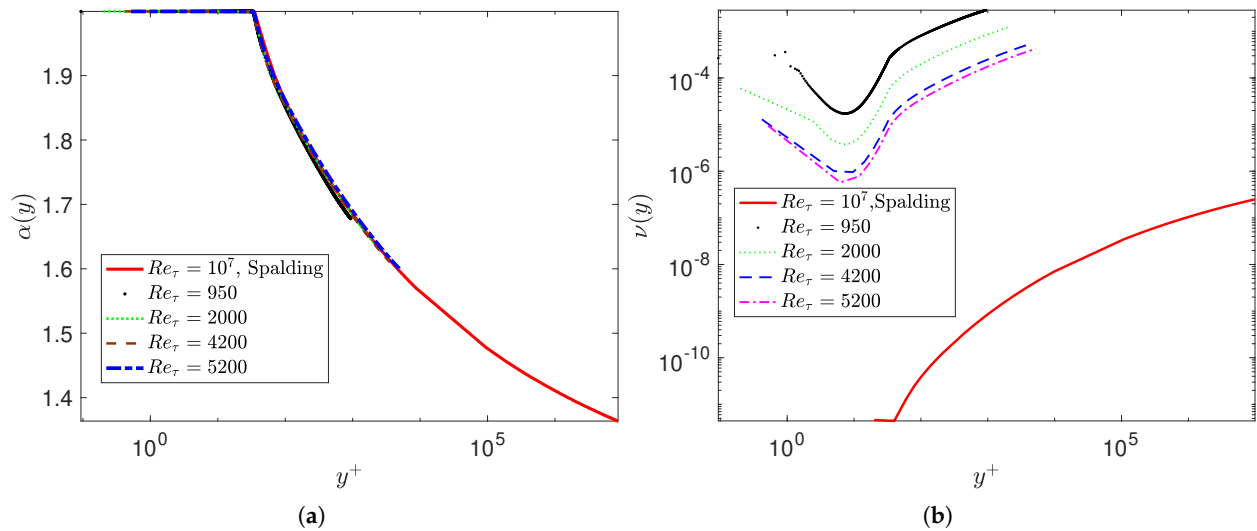 1.9
1.8
1.7
1.6
1.5
1.4
α(y)
Re_τ = 10^7, Spalding
Re_τ = 950
Re_τ = 2000
Re_τ = 4200
Re_τ = 5200
10^0
10^5
y^+
(a)
10^-4
10^-6
10^-8
10^-10
ν(y)
Re_τ = 10^7,Spalding
Re_τ = 950
Re_τ = 2000
Re_τ = 4200
Re_τ = 5200
10^0
10^5
y^+
(b)